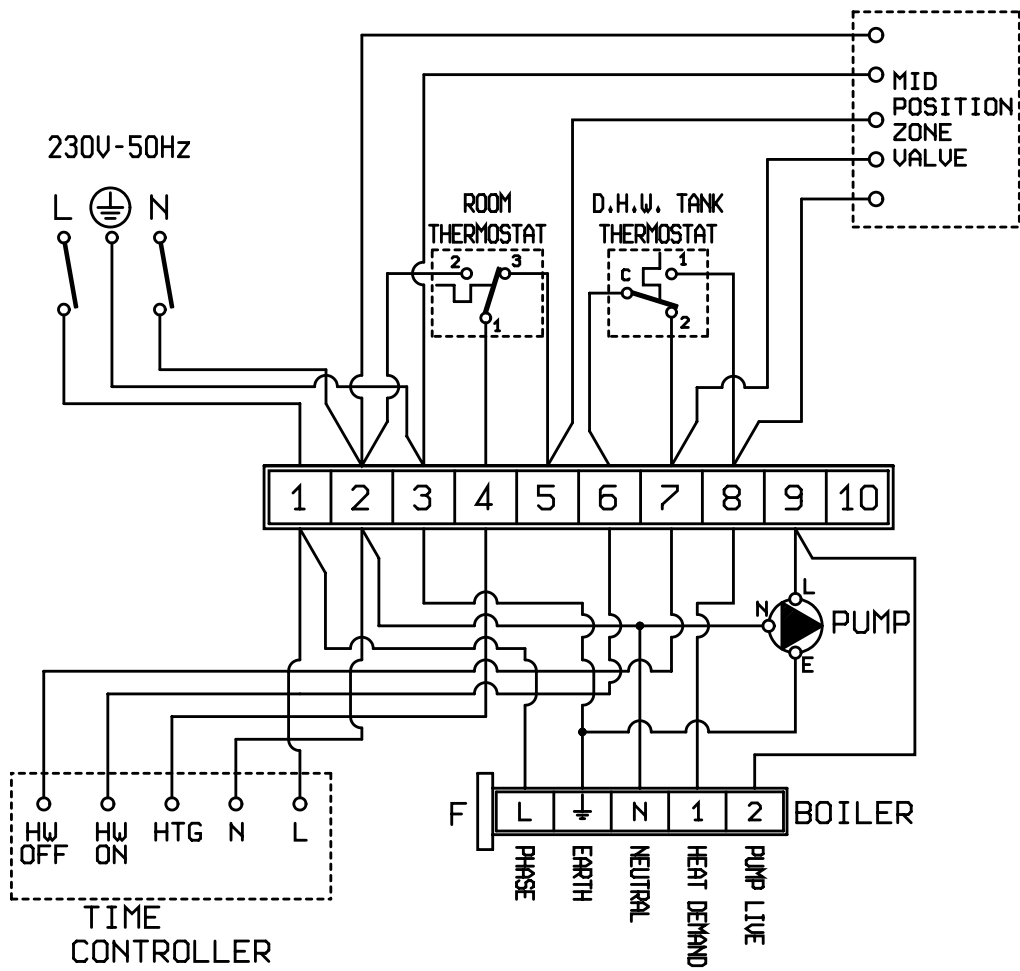 MID
POSITION
ZONE
VALVE
230V-50Hz
L N
ROOM
THERMOSTAT
2 3
1
D.H.W. TANK
THERMOSTAT
C 1
2
1 2 3 4 5 6 7 8 9 10
L
N
E
PUMP
HW
OFF
HW
ON
HTG
N
L
TIME
CONTROLLER
F
L N 1 2
BOILER
PHASE
EARTH
NEUTRAL
HEAT DEMAND
PUMP LIVE